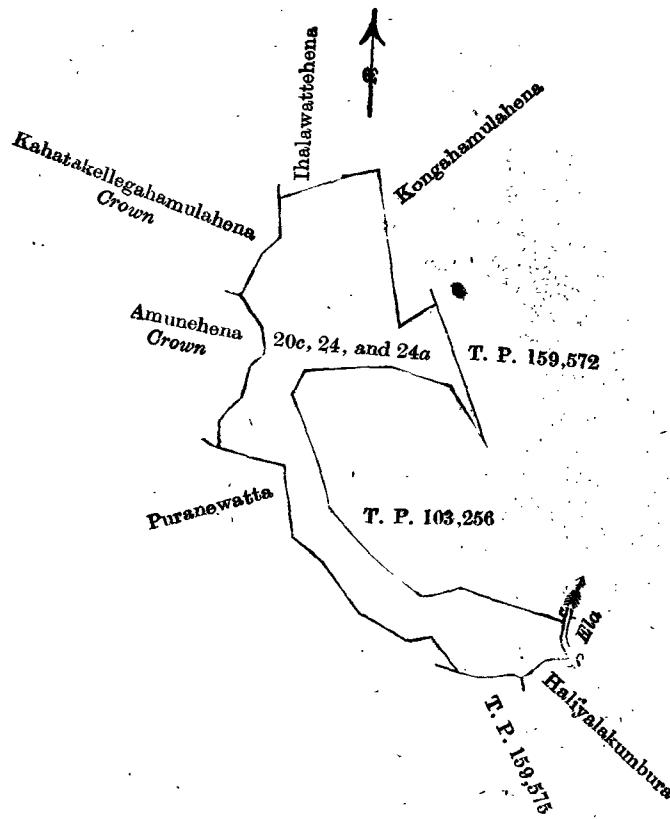 Ihalawattehena
Kongahamulahena
Kahatakellegahamulahena
Crown
Amunehena
Crown
20c, 24, and 24a
T. P. 159,572
Puranewatta
T. P. 103,256
Ela
Haliyalakumbura
T. P. 159,575